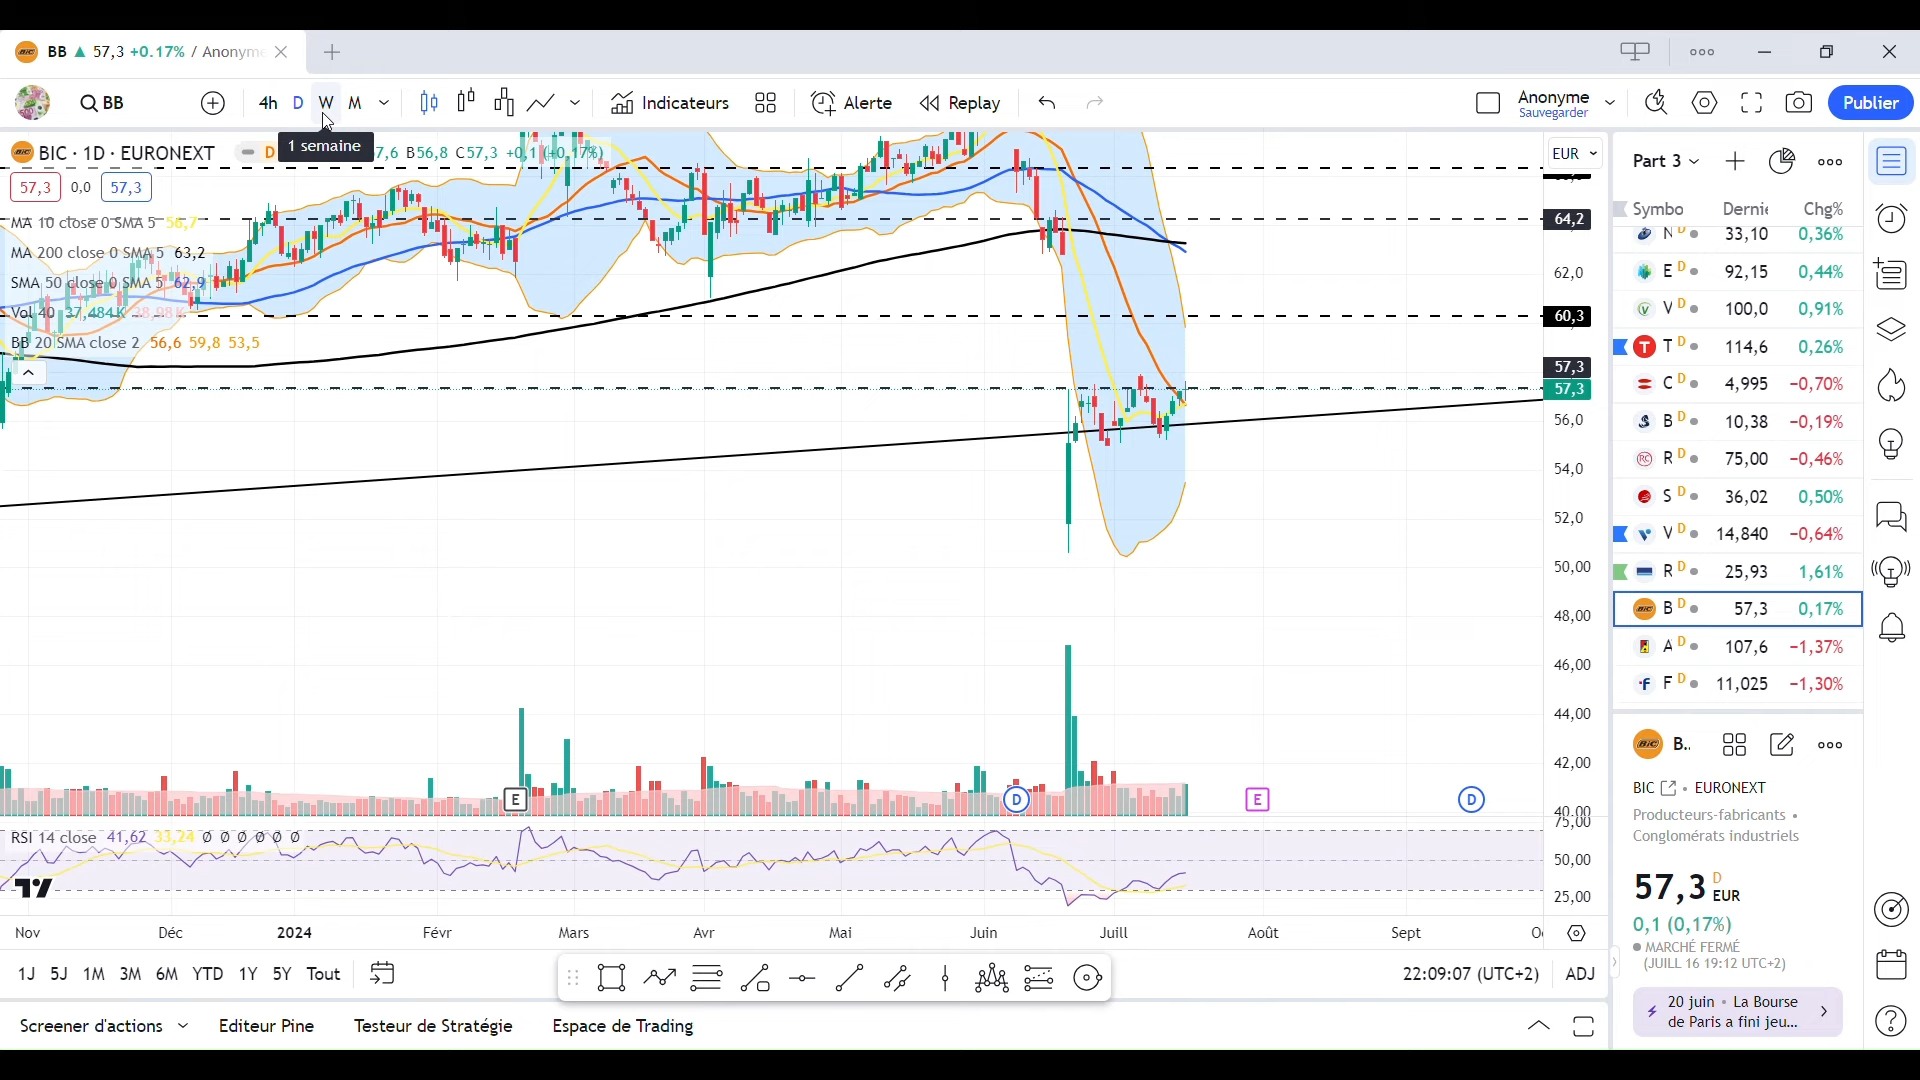 BB ▲ 57,3 +0.17% / Anonyme
BB
4h D W M
Indicateurs
Alerte
Replay
Anonyme
Sauvegarder
Publier
1 semaine
BIC · 1D · EURONEXT
D
7,6 B56,8 C57,3 +0,1 (+0,17%)
57,3 0,0 57,3
MA 10 close 0 SMA 5 56,7
MA 200 close 0 SMA 5 63,2
SMA 50 close 0 SMA 5 62,9
Vol 40 37,484K 38,98K
BB 20 SMA close 2 56,6 59,8 53,5
EUR
64,2
62,0
60,3
57,3
57,3
56,0
54,0
52,0
50,00
48,00
46,00
44,00
42,00
40,00
E
D
E
D
RSI 14 close 41,62 33,24 Ø Ø Ø Ø Ø Ø
75,00
50,00
25,00
Nov Déc 2024 Févr Mars Avr Mai Juin Juill Août Sept
1J 5J 1M 3M 6M YTD 1Y 5Y Tout
22:09:07 (UTC+2) ADJ
Screener d'actions Editeur Pine Testeur de Stratégie Espace de Trading
Part 3
Symbo Dernie Chg%
N D 33,10 0,36%
E D 92,15 0,44%
V D 100,0 0,91%
T D 114,6 0,26%
C D 4,995 −0,70%
B D 10,38 −0,19%
R D 75,00 −0,46%
S D 36,02 0,50%
V D 14,840 −0,64%
R D 25,93 1,61%
B D 57,3 0,17%
A D 107,6 −1,37%
F D 11,025 −1,30%
B..
BIC • EURONEXT
Producteurs-fabricants •
Conglomérats industriels
57,3 D EUR
0,1 (0,17%)
MARCHÉ FERMÉ
(JUILL 16 19:12 UTC+2)
20 juin • La Bourse
de Paris a fini jeu...